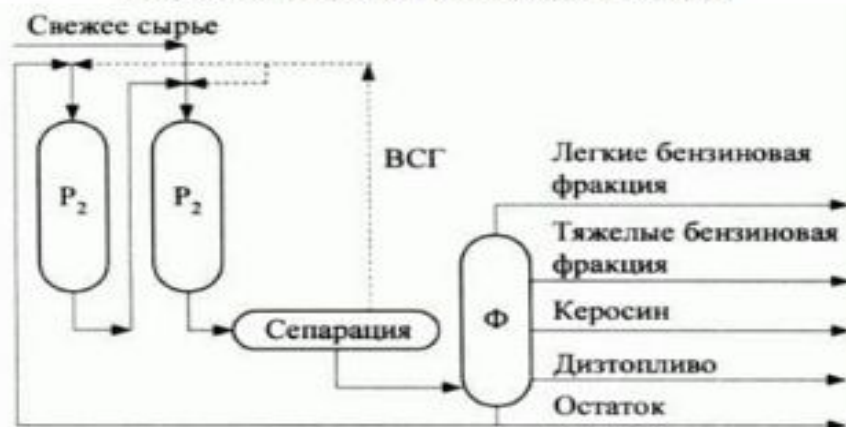 Свежее сырье
P2
P2
ВСГ
Сепарация
Ф
Легкие бензиновая
фракция
Тяжелые бензиновая
фракция
Керосин
Дизтопливо
Остаток